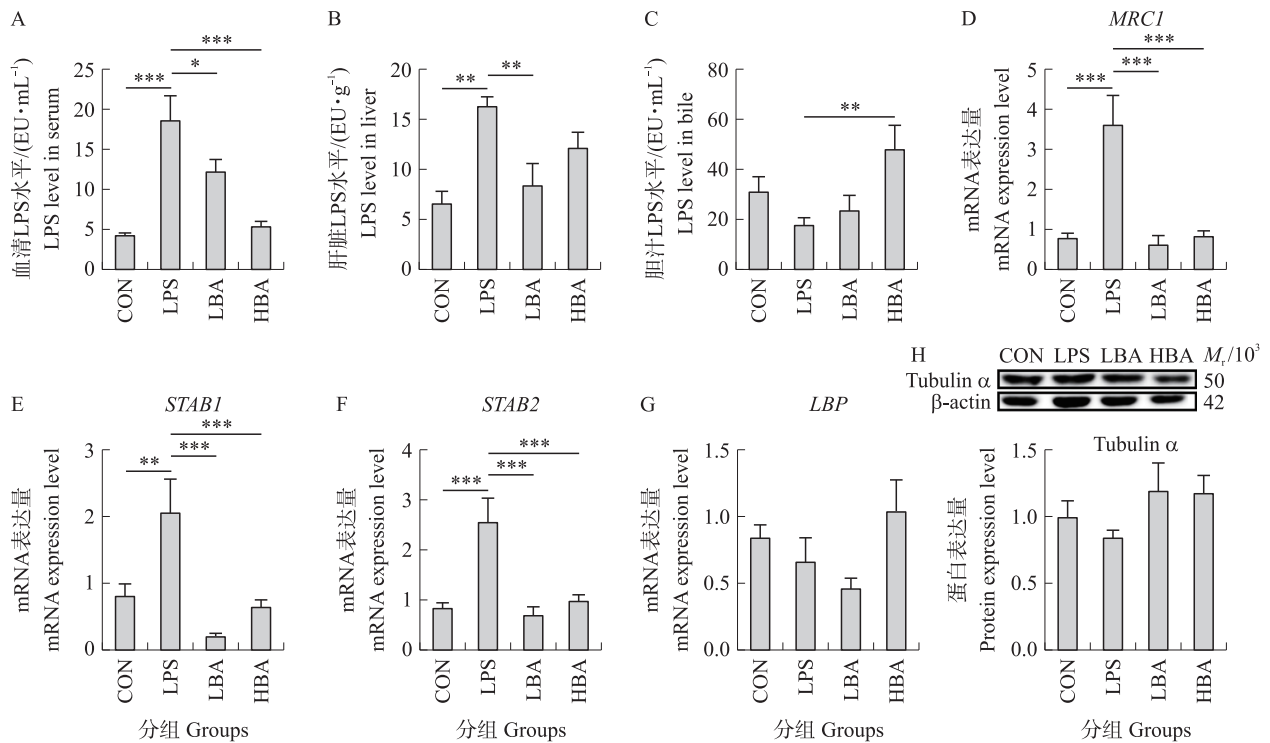 A
血清LPS水平/(EU·mL⁻¹)
LPS level in serum
***
*
***
25
20
15
10
5
0
CON
LPS
LBA
HBA
B
肝脏LPS水平/(EU·g⁻¹)
LPS level in liver
**
**
20
15
10
5
0
CON
LPS
LBA
HBA
C
胆汁LPS水平/(EU·mL⁻¹)
LPS level in bile
**
80
60
40
20
0
CON
LPS
LBA
HBA
D
MRC1
mRNA表达量
mRNA expression level
***
***
***
5
4
3
2
1
0
CON
LPS
LBA
HBA
E
STAB1
mRNA表达量
mRNA expression level
***
***
**
3
2
1
0
CON
LPS
LBA
HBA
分组 Groups
F
STAB2
mRNA表达量
mRNA expression level
***
***
***
4
3
2
1
0
CON
LPS
LBA
HBA
分组 Groups
G
LBP
mRNA表达量
mRNA expression level
1.5
1.0
0.5
0.0
CON
LPS
LBA
HBA
分组 Groups
H
CON LPS LBA HBA Mr/10³
Tubulin α 50
β-actin 42
Tubulin α
蛋白表达量
Protein expression level
1.5
1.0
0.5
0.0
CON
LPS
LBA
HBA
分组 Groups